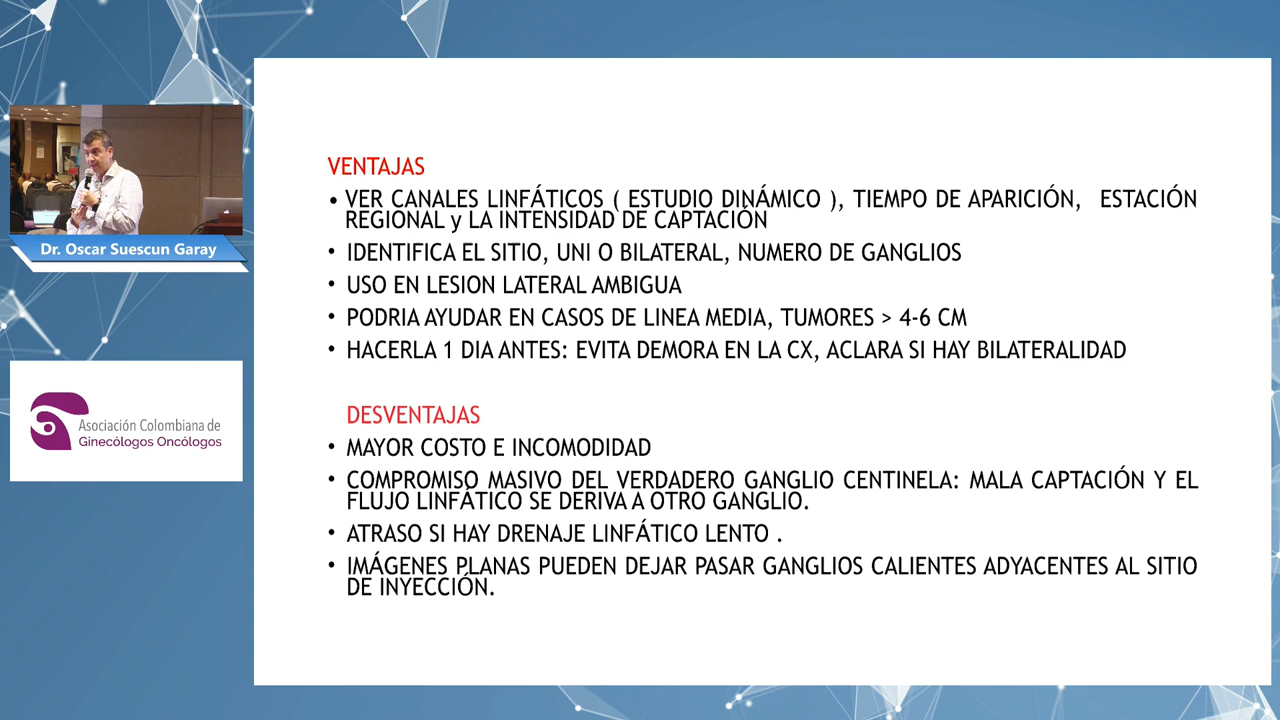 Dr. Oscar Suescun Garay
Asociación Colombiana de
Ginecólogos Oncólogos
VENTAJAS
• VER CANALES LINFÁTICOS ( ESTUDIO DINÁMICO ), TIEMPO DE APARICIÓN, ESTACIÓN
REGIONAL y LA INTENSIDAD DE CAPTACIÓN
• IDENTIFICA EL SITIO, UNI O BILATERAL, NUMERO DE GANGLIOS
• USO EN LESION LATERAL AMBIGUA
• PODRIA AYUDAR EN CASOS DE LINEA MEDIA, TUMORES > 4-6 CM
• HACERLA 1 DIA ANTES: EVITA DEMORA EN LA CX, ACLARA SI HAY BILATERALIDAD
DESVENTAJAS
• MAYOR COSTO E INCOMODIDAD
• COMPROMISO MASIVO DEL VERDADERO GANGLIO CENTINELA: MALA CAPTACIÓN Y EL
FLUJO LINFÁTICO SE DERIVA A OTRO GANGLIO.
• ATRASO SI HAY DRENAJE LINFÁTICO LENTO .
• IMÁGENES PLANAS PUEDEN DEJAR PASAR GANGLIOS CALIENTES ADYACENTES AL SITIO
DE INYECCIÓN.